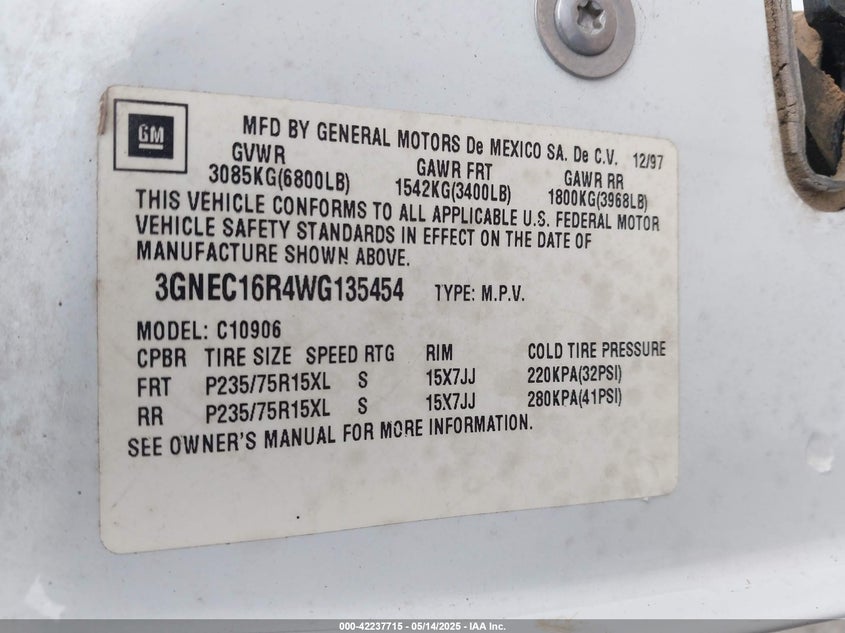 GM
MFD BY GENERAL MOTORS De MEXICO SA. De C.V. 12/97
GVWR GAWR FRT GAWR RR
3085KG(6800LB) 1542KG(3400LB) 1800KG(3968LB)
THIS VEHICLE CONFORMS TO ALL APPLICABLE U.S. FEDERAL MOTOR
VEHICLE SAFETY STANDARDS IN EFFECT ON THE DATE OF
MANUFACTURE SHOWN ABOVE.
3GNEC16R4WG135454 TYPE: M.P.V.
MODEL: C10906
CPBR TIRE SIZE SPEED RTG RIM COLD TIRE PRESSURE
FRT P235/75R15XL S 15X7JJ 220KPA(32PSI)
RR P235/75R15XL S 15X7JJ 280KPA(41PSI)
SEE OWNER'S MANUAL FOR MORE INFORMATION.
000-42237715 - 05/14/2025 - IAA Inc.